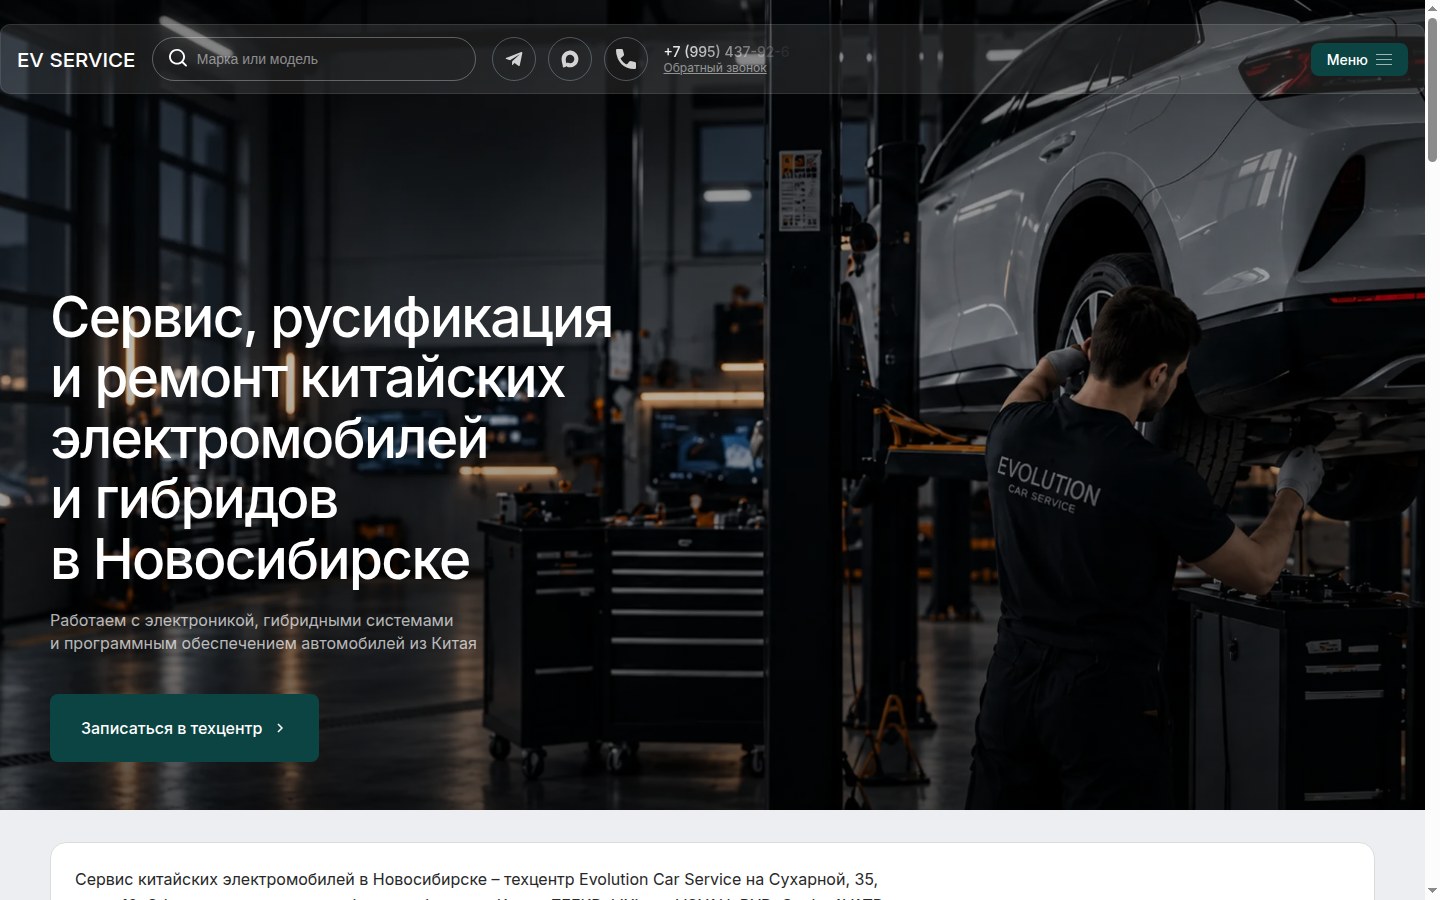 EV SERVICE
Марка или модель
+7 (995) 437-92-6
Обратный звонок
Меню
Сервис, русификация
и ремонт китайских
электромобилей
и гибридов
в Новосибирске
EVOLUTION
CAR SERVICE
Работаем с электроникой, гибридными системами
и программным обеспечением автомобилей из Китая
Записаться в техцентр
Сервис китайских электромобилей в Новосибирске – техцентр Evolution Car Service на Сухарной, 35,